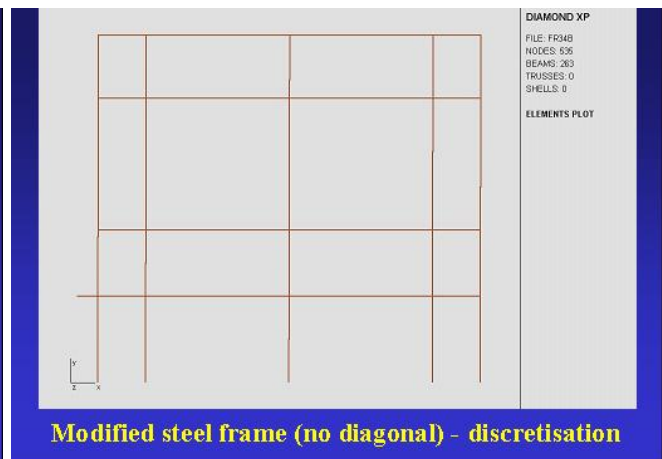 DIAMOND XP
FILE: FR34B
NODES: 535
BEAMS: 263
TRUSSES: 0
SHELLS: 0
ELEMENTS PLOT
y
z x
Modified steel frame (no diagonal) - discretisation